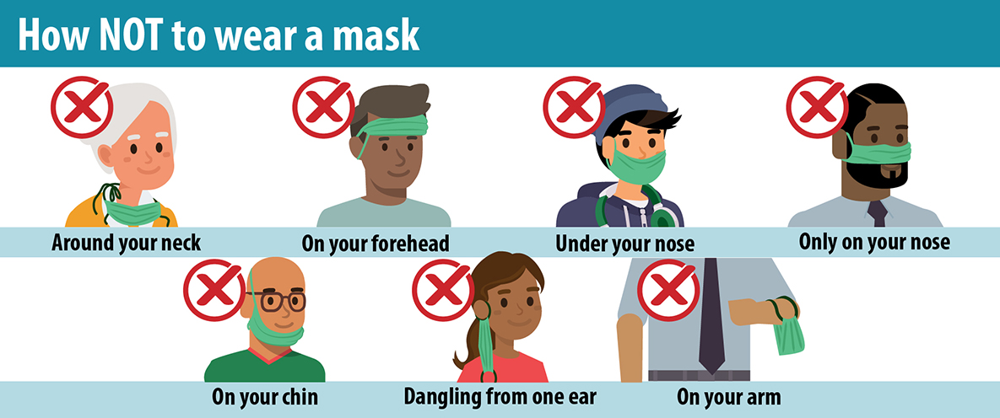 How NOT to wear a mask
Around your neck
On your forehead
Under your nose
Only on your nose
On your chin
Dangling from one ear
On your arm